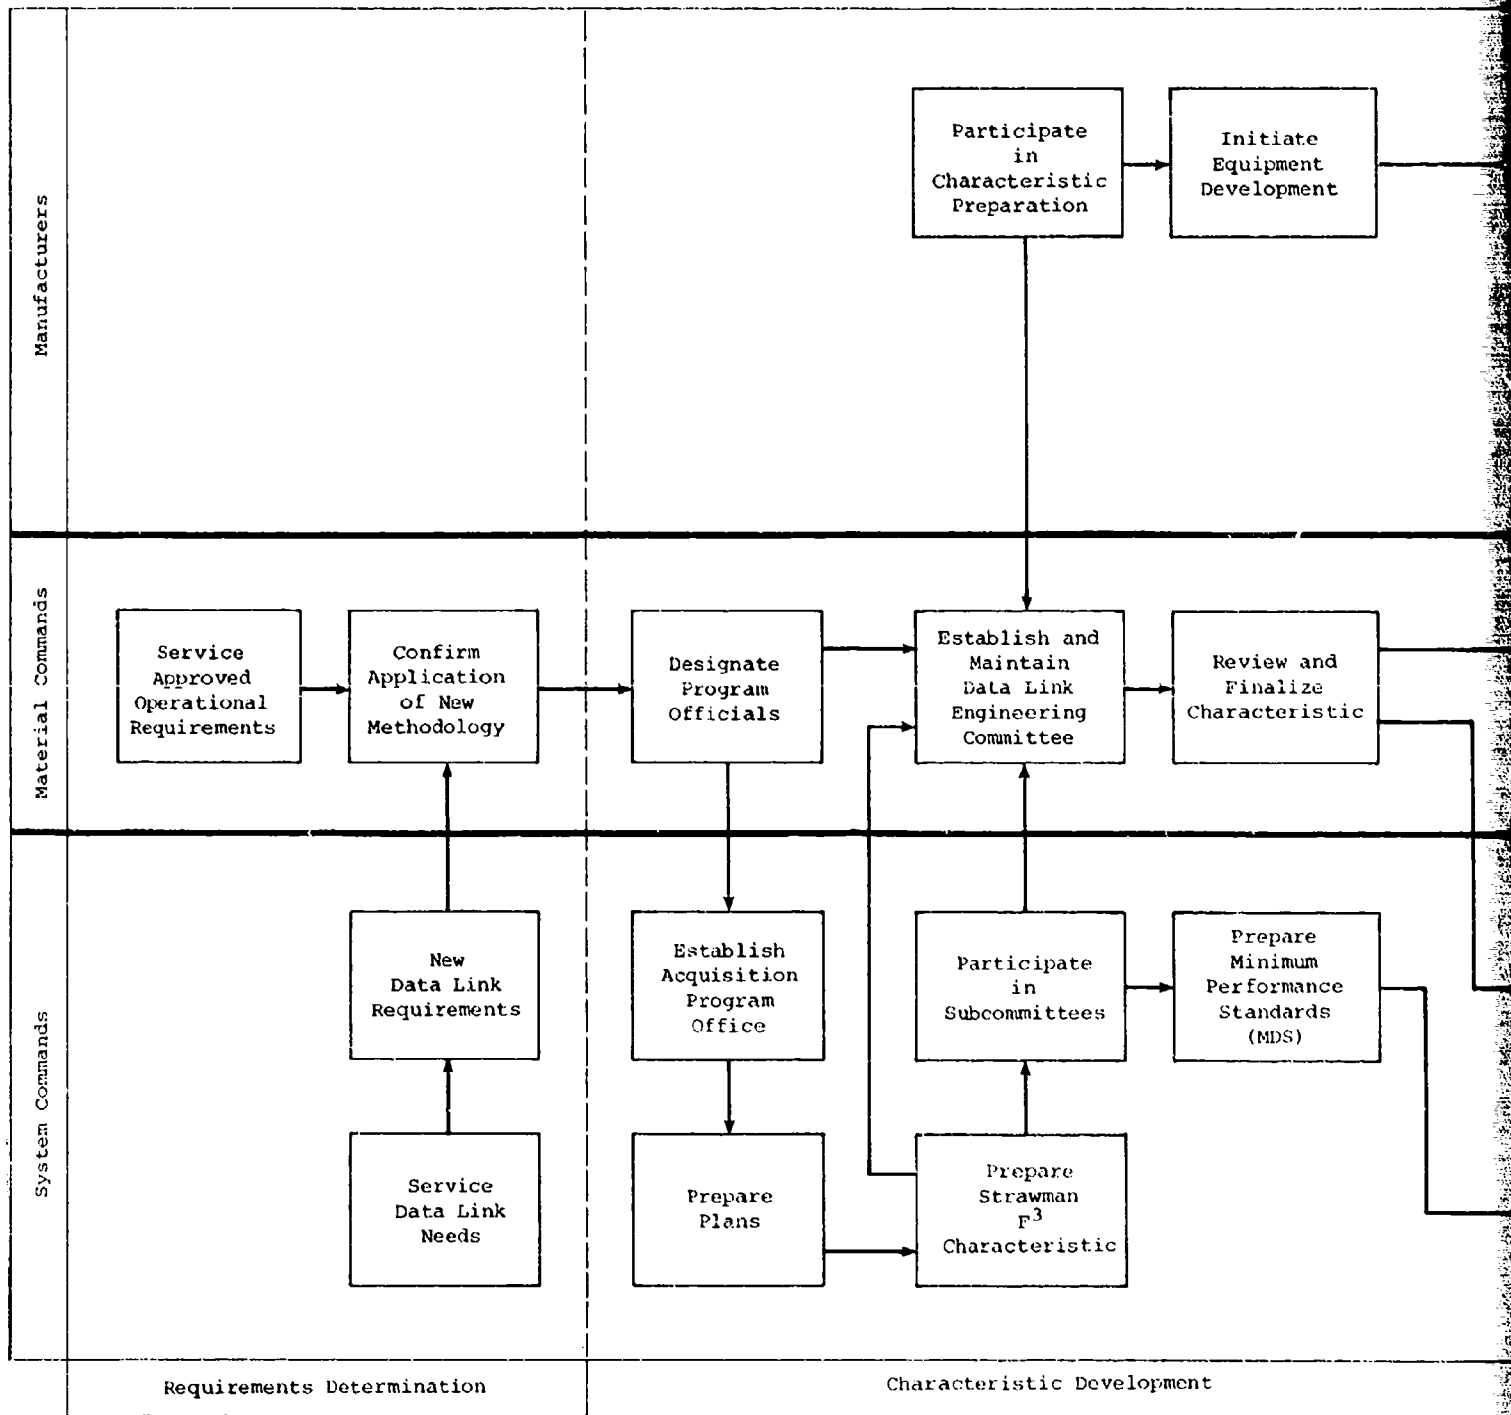 Manufacturers
Participate
in
Characteristic
Preparation
Initiate
Equipment
Development
Material Commands
Service
Approved
Operational
Requirements
Confirm
Application
of New
Methodology
Designate
Program
Officials
Establish and
Maintain
Data Link
Engineering
Committee
Review and
Finalize
Characteristic
System Commands
New
Data Link
Requirements
Establish
Acquisition
Program
Office
Participate
in
Subcommittees
Prepare
Minimum
Performance
Standards
(MDS)
Service
Data Link
Needs
Prepare
Plans
Prepare
Strawman
F³
Characteristic
Requirements Determination
Characteristic Development